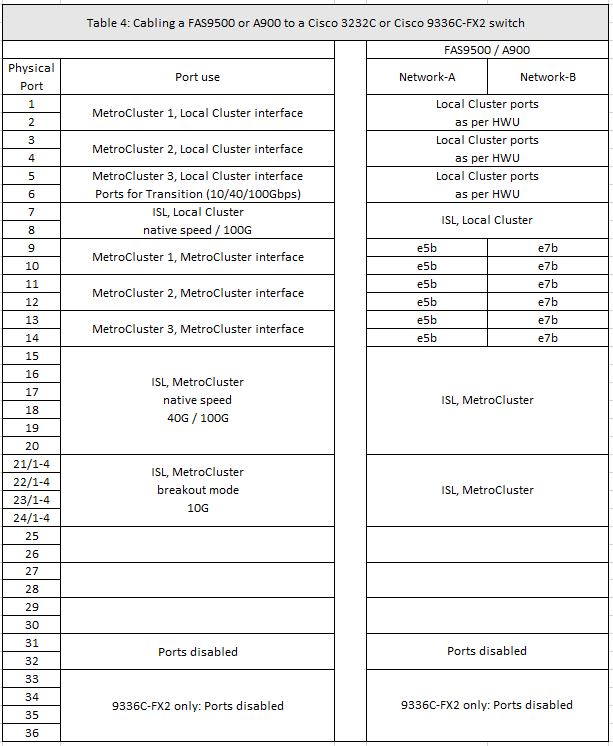 Table 4: Cabling a FAS9500 or A900 to a Cisco 3232C or Cisco 9336C-FX2 switch
FAS9500 / A900
Physical Port
Port use
Network-A
Network-B
1
MetroCluster 1, Local Cluster interface
Local Cluster ports
as per HWU
2
3
MetroCluster 2, Local Cluster interface
Local Cluster ports
as per HWU
4
5
MetroCluster 3, Local Cluster interface
Ports for Transition (10/40/100Gbps)
Local Cluster ports
as per HWU
6
7
ISL, Local Cluster
native speed / 100G
ISL, Local Cluster
8
9
MetroCluster 1, MetroCluster interface
e5b
e7b
10
e5b
e7b
11
MetroCluster 2, MetroCluster interface
e5b
e7b
12
e5b
e7b
13
MetroCluster 3, MetroCluster interface
e5b
e7b
14
e5b
e7b
15
16
17
18
19
20
ISL, MetroCluster
native speed
40G / 100G
ISL, MetroCluster
21/1-4
22/1-4
23/1-4
24/1-4
ISL, MetroCluster
breakout mode
10G
ISL, MetroCluster
25
26
27
28
29
30
31
32
Ports disabled
Ports disabled
33
34
35
36
9336C-FX2 only: Ports disabled
9336C-FX2 only: Ports disabled